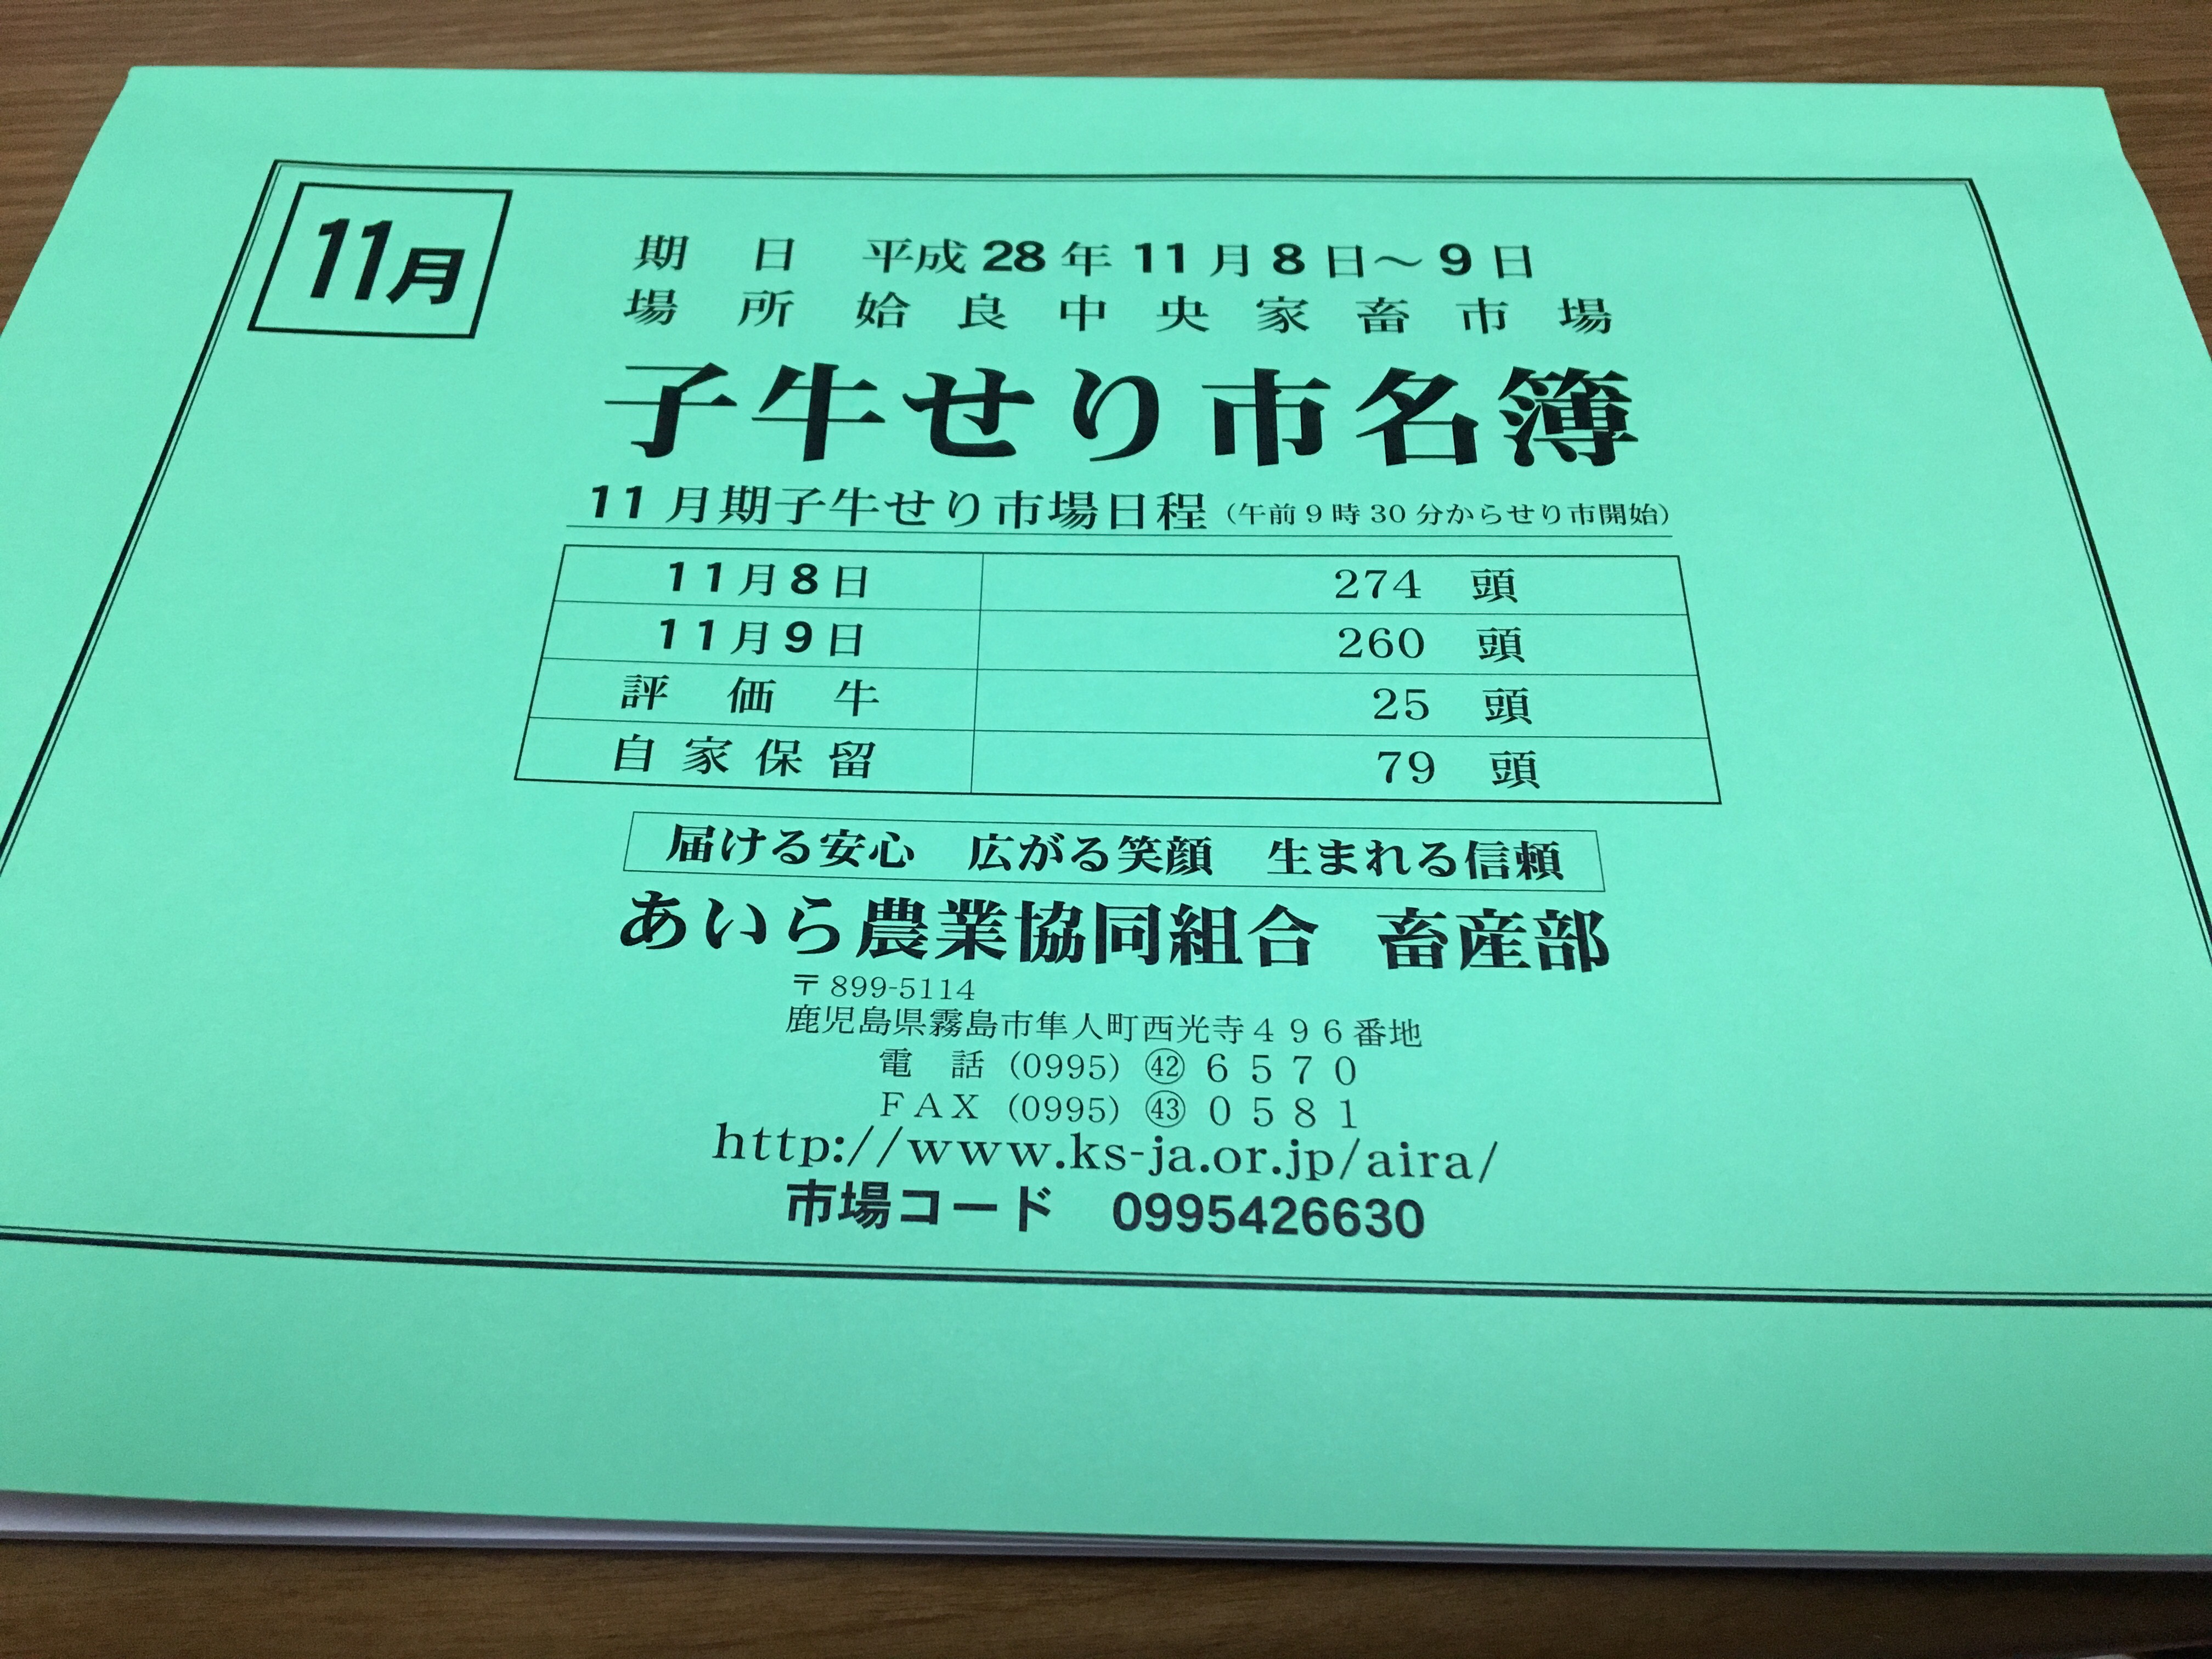 11月
期日 平成28年11月8日～9日
場所 姶良中央家畜市場
子牛せり市名簿
11月期子牛せり市場日程（午前9時30分からせり市開始）
11月8日 274 頭
11月9日 260 頭
評価牛 25 頭
自家保留 79 頭
届ける安心 広がる笑顔 生まれる信頼
あいら農業協同組合 畜産部
〒899-5114
鹿児島県霧島市隼人町西光寺496番地
電話（0995）㊷6570
FAX（0995）㊸0581
http://www.ks-ja.or.jp/aira/
市場コード 0995426630